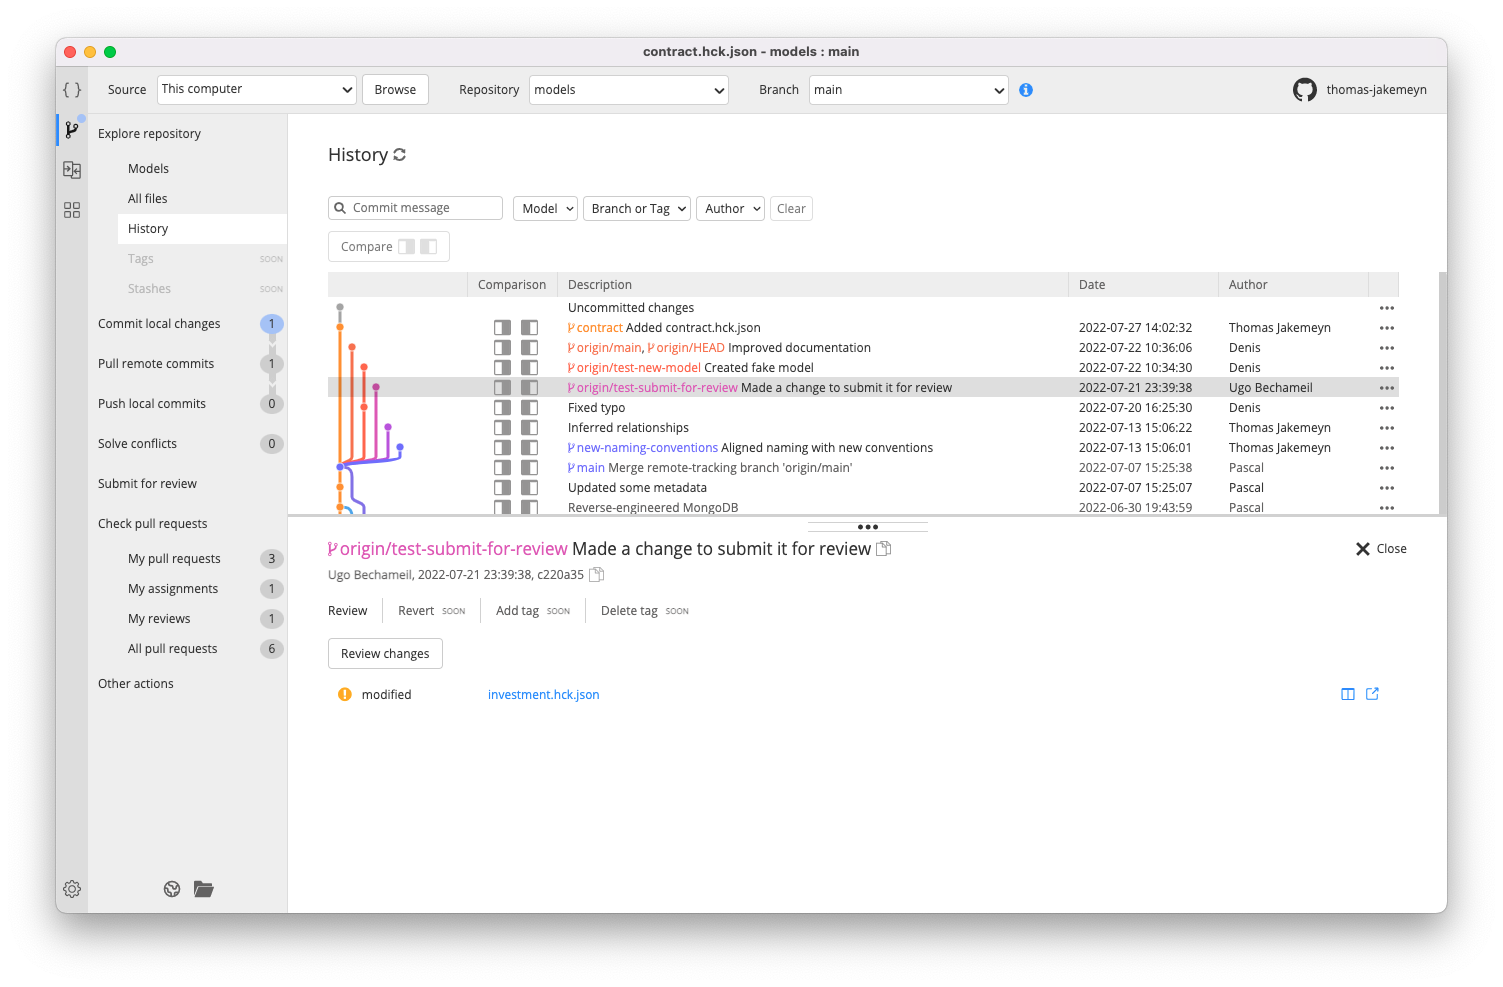 contract.hck.json - models : main
Source This computer Browse Repository models Branch main thomas-jakemeyn
Explore repository
Models
All files
History
Tags SOON
Stashes SOON
Commit local changes 1
Pull remote commits 1
Push local commits 0
Solve conflicts 0
Submit for review
Check pull requests
My pull requests 3
My assignments 1
My reviews 1
All pull requests 6
Other actions
History
Commit message Model Branch or Tag Author Clear
Compare
Comparison Description Date Author
Uncommitted changes
contract Added contract.hck.json 2022-07-27 14:02:32 Thomas Jakemeyn
origin/main, origin/HEAD Improved documentation 2022-07-22 10:36:06 Denis
origin/test-new-model Created fake model 2022-07-22 10:34:30 Denis
origin/test-submit-for-review Made a change to submit it for review 2022-07-21 23:39:38 Ugo Bechameil
Fixed typo 2022-07-20 16:25:30 Denis
Inferred relationships 2022-07-13 15:06:22 Thomas Jakemeyn
new-naming-conventions Aligned naming with new conventions 2022-07-13 15:06:01 Thomas Jakemeyn
main Merge remote-tracking branch 'origin/main' 2022-07-07 15:25:38 Pascal
Updated some metadata 2022-07-07 15:25:07 Pascal
Reverse-engineered MongoDB 2022-06-30 19:43:59 Pascal
origin/test-submit-for-review Made a change to submit it for review Close
Ugo Bechameil, 2022-07-21 23:39:38, c220a35
Review Revert SOON Add tag SOON Delete tag SOON
Review changes
modified investment.hck.json